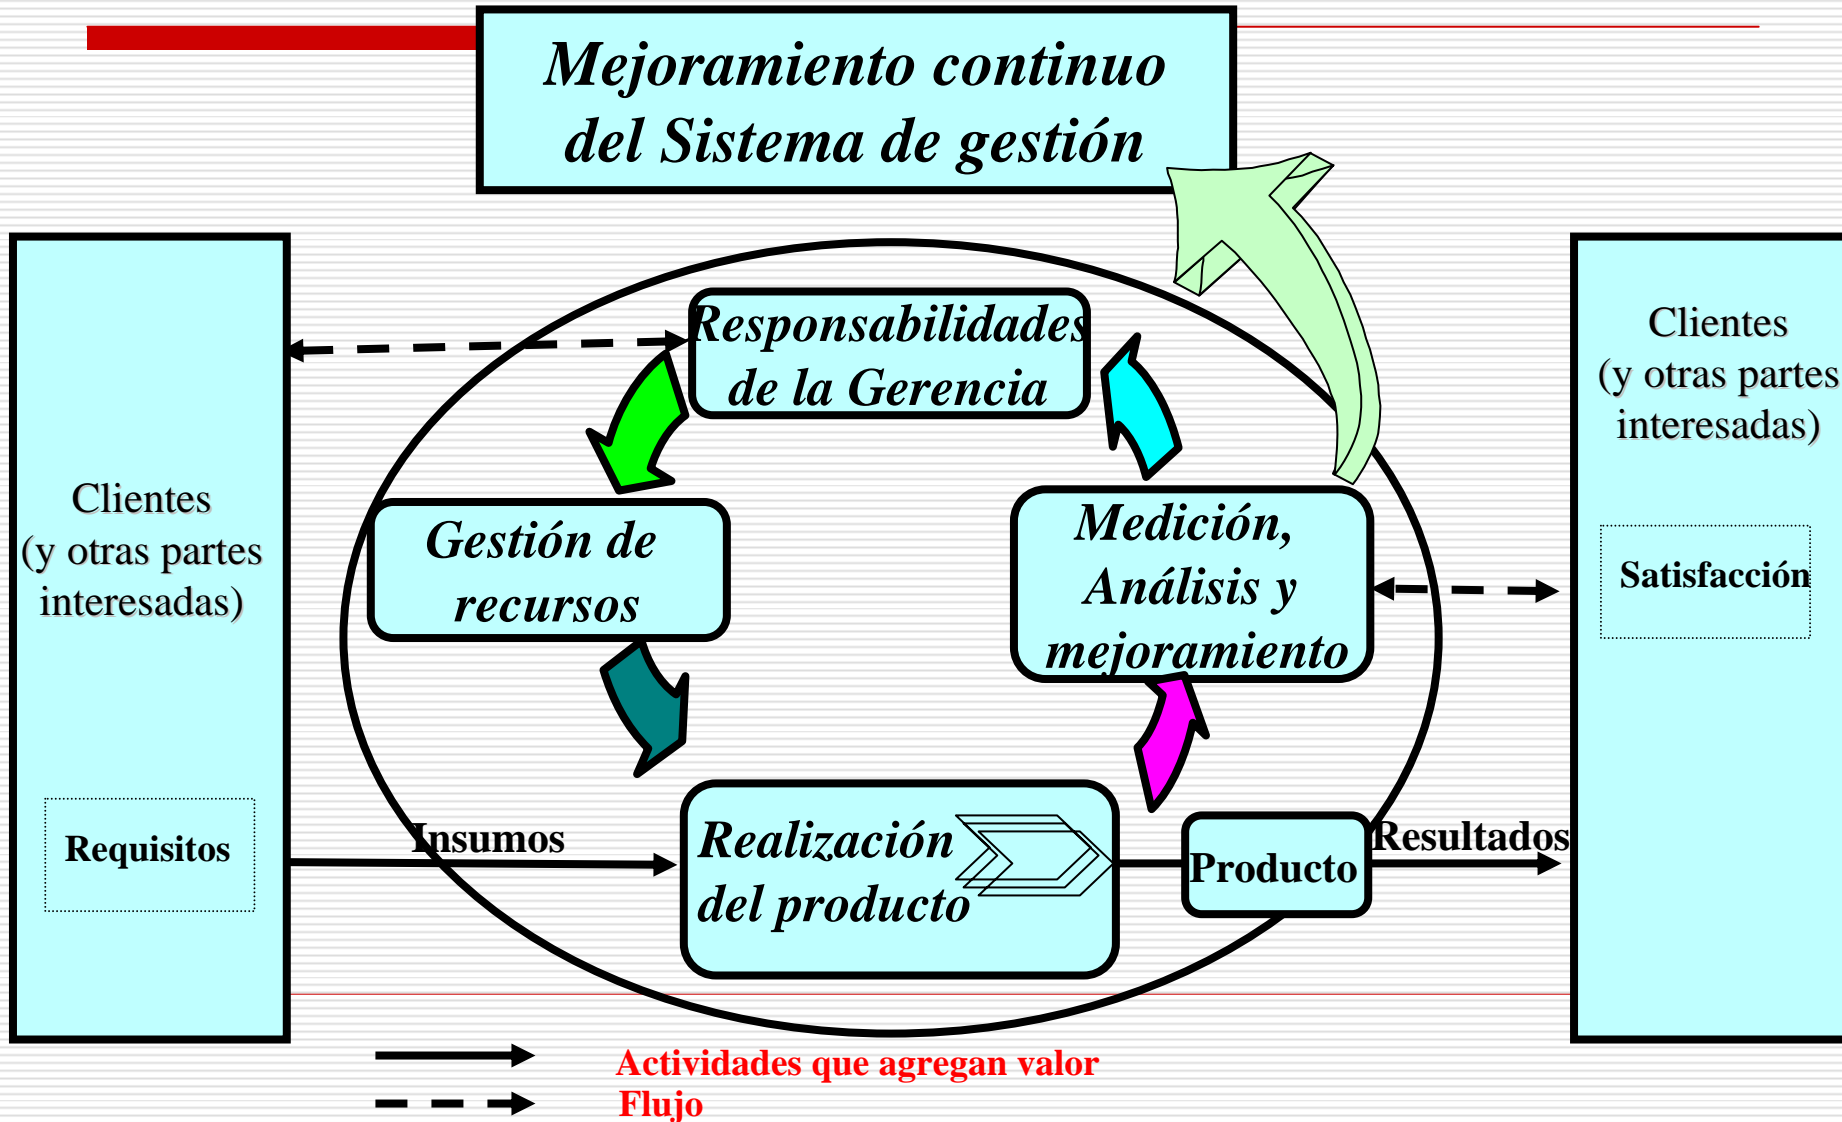 Mejoramiento continuo
del Sistema de gestión
Clientes
(y otras partes
interesadas)
Requisitos
Responsabilidades
de la Gerencia
Gestión de
recursos
Medición,
Análisis y
mejoramiento
Insumos
Realización
del producto
Producto
Resultados
Clientes
(y otras partes
interesadas)
Satisfacción
Actividades que agregan valor
Flujo